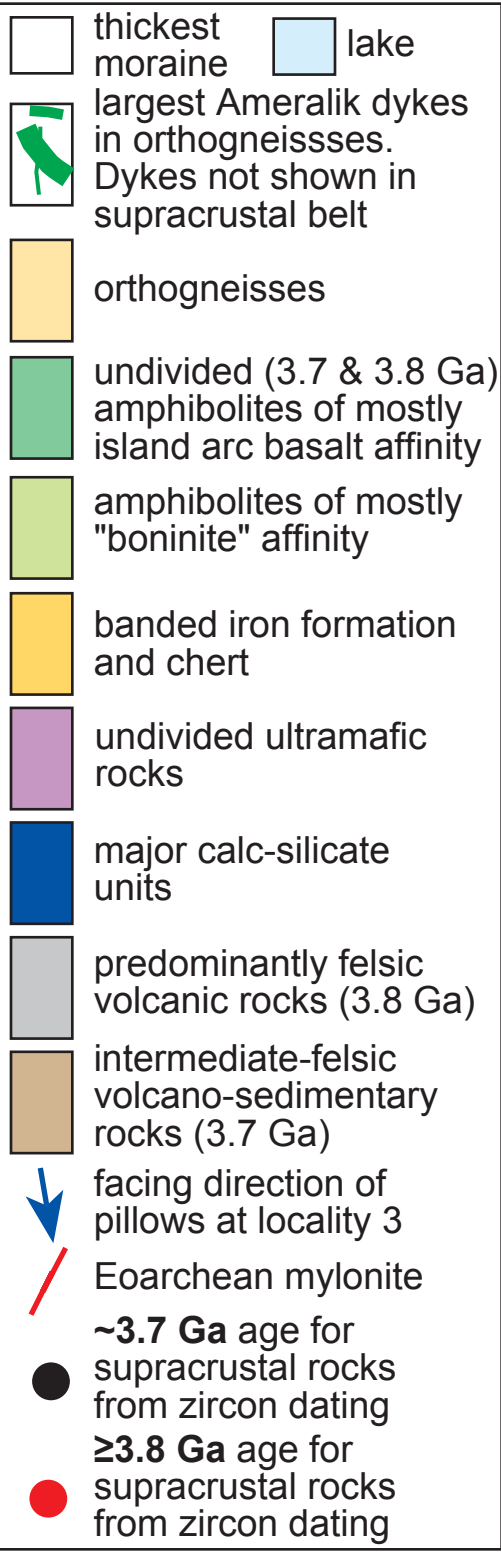 thickest
moraine
lake
largest Ameralik dykes
in orthogneissses.
Dykes not shown in
supracrustal belt
orthogneisses
undivided (3.7 & 3.8 Ga)
amphibolites of mostly
island arc basalt affinity
amphibolites of mostly
"boninite" affinity
banded iron formation
and chert
undivided ultramafic
rocks
major calc-silicate
units
predominantly felsic
volcanic rocks (3.8 Ga)
intermediate-felsic
volcano-sedimentary
rocks (3.7 Ga)
facing direction of
pillows at locality 3
Eoarchean mylonite
~3.7 Ga age for
supracrustal rocks
from zircon dating
≥3.8 Ga age for
supracrustal rocks
from zircon dating